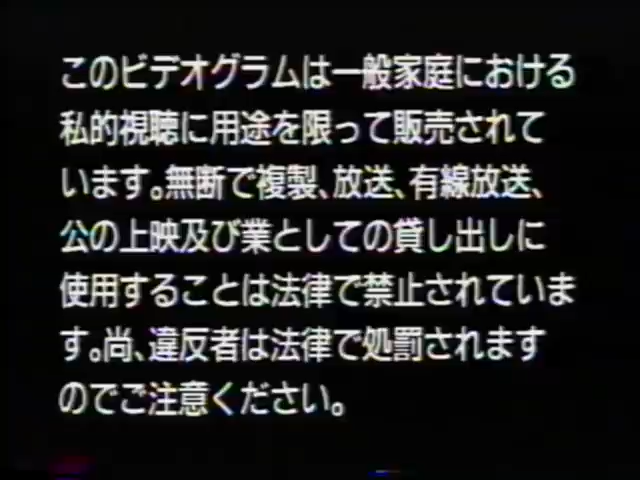 このビデオグラムは一般家庭における
私的視聴に用途を限って販売されて
います。無断で複製、放送、有線放送、
公の上映及び業としての貸し出しに
使用することは法律で禁止されていま
す。尚、違反者は法律で処罰されます
のでご注意ください。